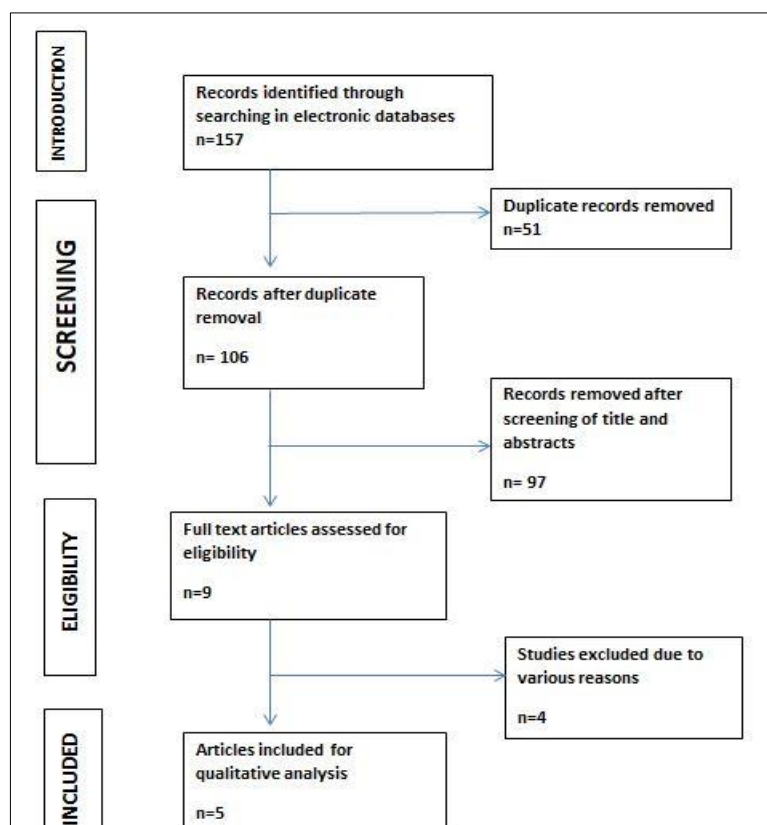 INTRODUCTION
Records identified through
searching in electronic databases
n=157
Duplicate records removed
n=51
SCREENING
Records after duplicate
removal
n= 106
Records removed after
screening of title and
abstracts
n= 97
ELIGIBILITY
Full text articles assessed for
eligibility
n=9
Studies excluded due to
various reasons
n=4
INCLUDED
Articles included for
qualitative analysis
n=5